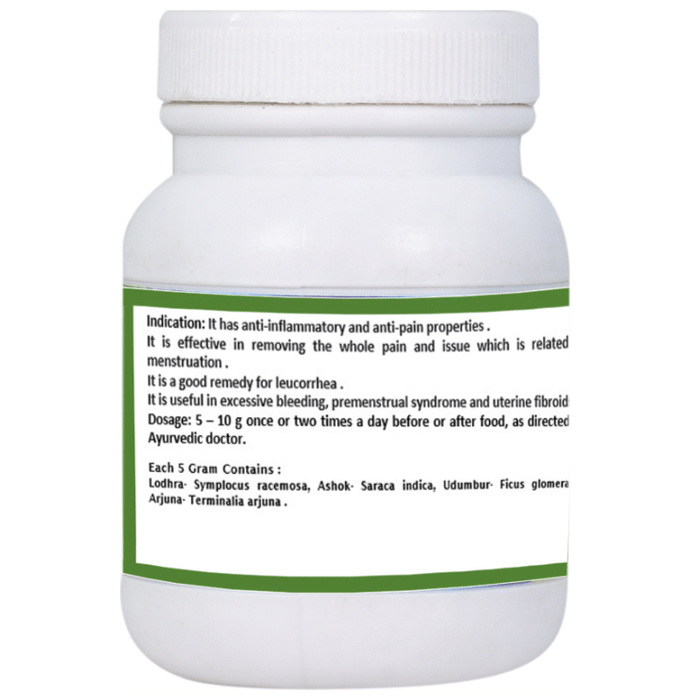 Indication: It has anti-inflammatory and anti-pain properties .
It is effective in removing the whole pain and issue which is related
menstruation .
It is a good remedy for leucorrhea .
It is useful in excessive bleeding, premenstrual syndrome and uterine fibroid
Dosage: 5 – 10 g once or two times a day before or after food, as directed
Ayurvedic doctor.
Each 5 Gram Contains :
Lodhra- Symplocus racemosa, Ashok- Saraca indica, Udumbur- Ficus glomera
Arjuna- Terminalia arjuna .